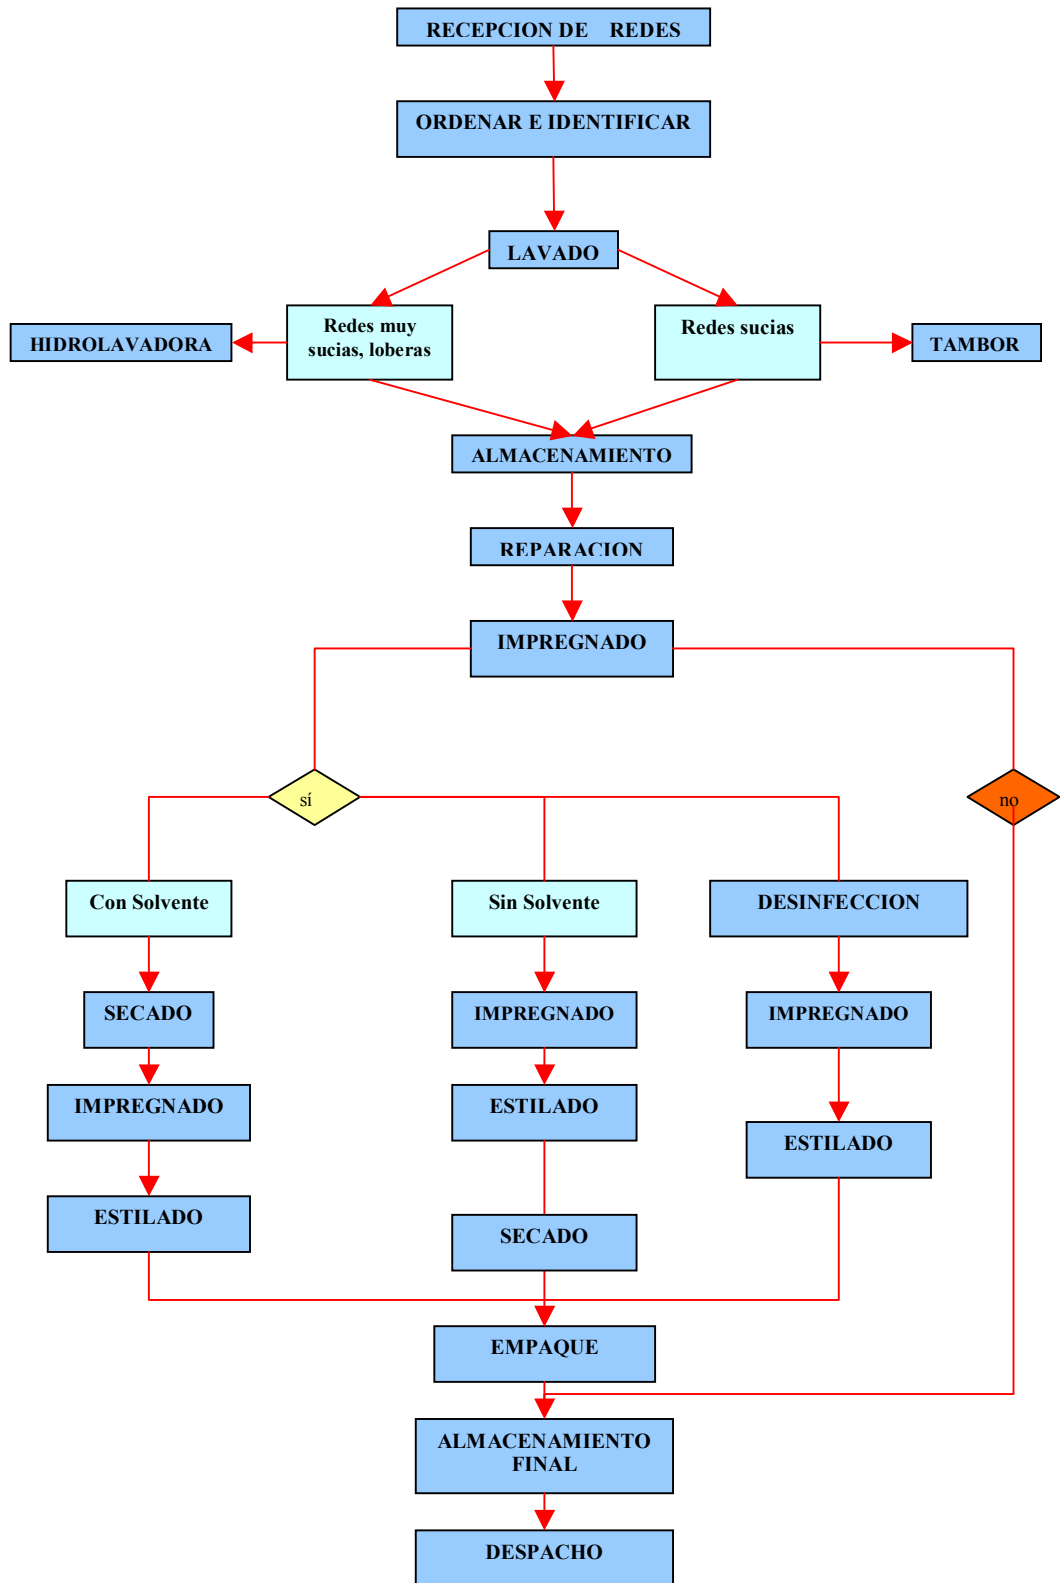 RECEPCION DE REDES
ORDENAR E IDENTIFICAR
LAVADO
Redes muy
sucias, loberas
Redes sucias
HIDROLAVADORA
TAMBOR
ALMACENAMIENTO
REPARACION
IMPREGNADO
sí
no
Con Solvente
Sin Solvente
DESINFECCION
SECADO
IMPREGNADO
IMPREGNADO
IMPREGNADO
ESTILADO
ESTILADO
ESTILADO
SECADO
EMPAQUE
ALMACENAMIENTO
FINAL
DESPACHO